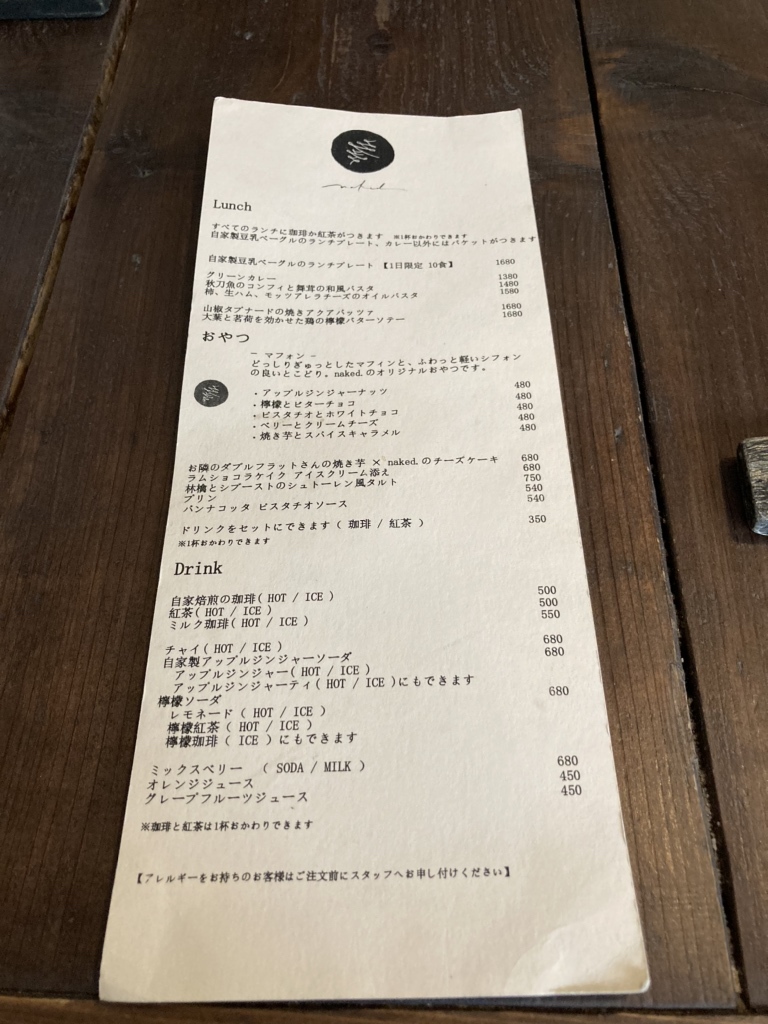 naked
Lunch
すべてのランチに珈琲か紅茶がつきます ※1杯おかわりできます
自家製豆乳ベーグルのランチプレート、カレー以外にはバケットがつきます
自家製豆乳ベーグルのランチプレート 【1日限定 10食】 1680
グリーンカレー 1380
秋刀魚のコンフィと舞茸の和風パスタ 1480
柿、生ハム、モッツアレラチーズのオイルパスタ 1580
山椒タプナードの焼きアクアパッツァ 1680
大葉と茗荷を効かせた鶏の檸檬バターソテー 1680
おやつ
— マフォン —
どっしりぎゅっとしたマフィンと、ふわっと軽いシフォン
の良いとこどり。naked.のオリジナルおやつです。
・アップルジンジャーナッツ 480
・檸檬とビターチョコ 480
・ピスタチオとホワイトチョコ 480
・ベリーとクリームチーズ 480
・焼き芋とスパイスキャラメル 480
お隣のダブルフラットさんの焼き芋 × naked.のチーズケーキ 680
ラムショコラケイク アイスクリーム添え 680
林檎とシブーストのシュトーレン風タルト 750
プリン 540
パンナコッタ ピスタチオソース 540
ドリンクをセットにできます ( 珈琲 / 紅茶 ) 350
※1杯おかわりできます
Drink
自家焙煎の珈琲( HOT / ICE ) 500
紅茶( HOT / ICE ) 500
ミルク珈琲( HOT / ICE ) 550
チャイ( HOT / ICE ) 680
自家製アップルジンジャーソーダ 680
アップルジンジャー( HOT / ICE )
アップルジンジャーティ( HOT / ICE )にもできます
檸檬ソーダ 680
レモネード ( HOT / ICE )
檸檬紅茶 ( HOT / ICE )
檸檬珈琲 ( ICE ) にもできます
ミックスベリー ( SODA / MILK ) 680
オレンジジュース 450
グレープフルーツジュース 450
※珈琲と紅茶は1杯おかわりできます
【アレルギーをお持ちのお客様はご注文前にスタッフへお申し付けください】